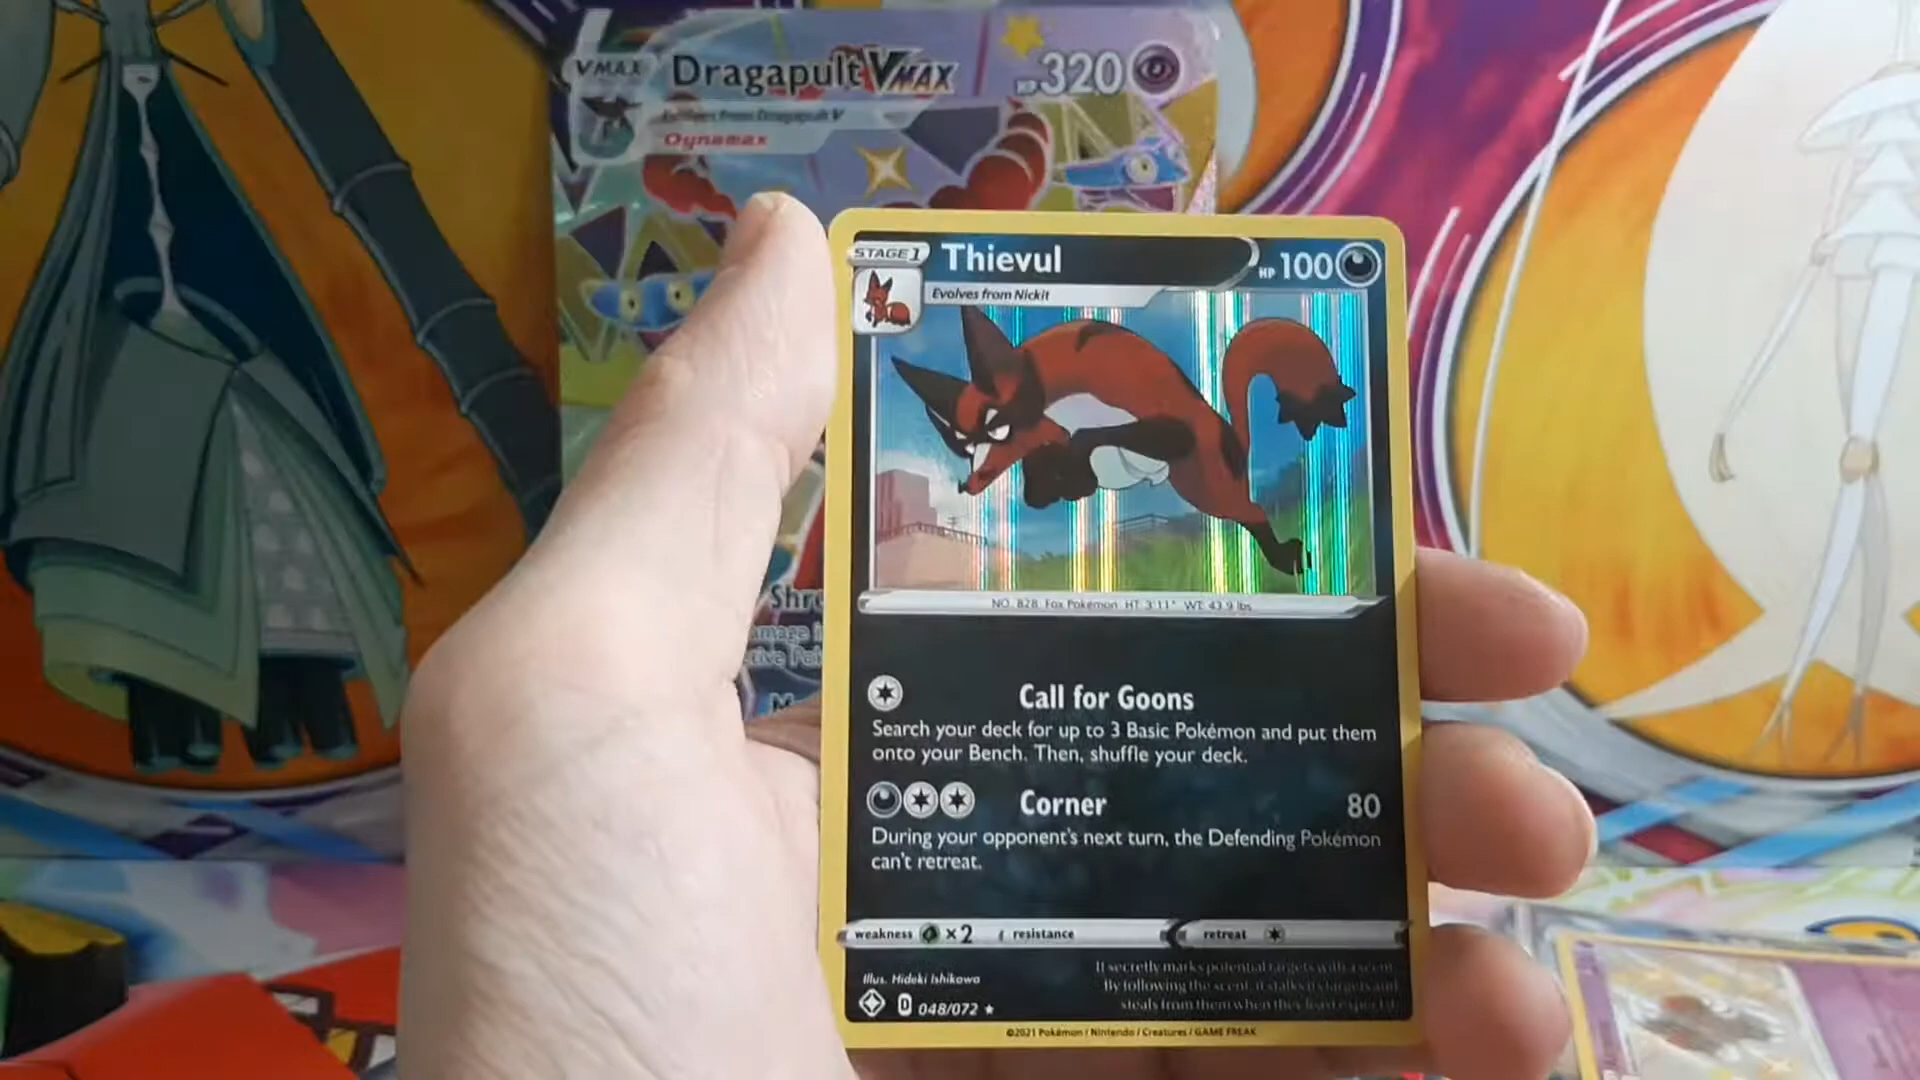 VMAX Dragapult VMAX HP 320
Evolves from Dragapult V
Dynamax
STAGE 1 Thievul HP 100
Evolves from Nickit
NO. 828 Fox Pokémon HT: 3'11" WT: 43.9 lbs
Shre
amage i
ctive Po
M
Call for Goons
Search your deck for up to 3 Basic Pokémon and put them
onto your Bench. Then, shuffle your deck.
Corner 80
During your opponent's next turn, the Defending Pokémon
can't retreat.
weakness ×2 resistance retreat
Illus. Hideki Ishikawa
It secretly marks potential targets with a scent.
By following the scent, it stalks its targets and
steals from them when they least expect it.
D 048/072 ★
©2021 Pokémon / Nintendo / Creatures / GAME FREAK